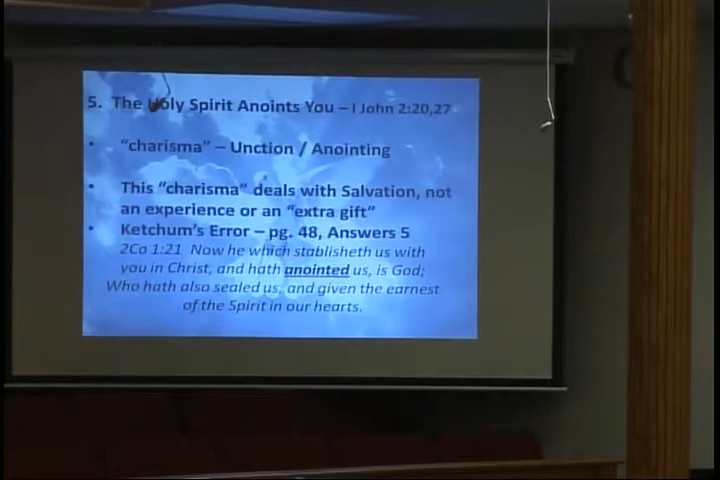 5. The Holy Spirit Anoints You – I John 2:20,27
• "charisma" – Unction / Anointing
• This "charisma" deals with Salvation, not
an experience or an "extra gift"
• Ketchum's Error – pg. 48, Answers 5
2Co 1:21 Now he which stablisheth us with
you in Christ, and hath anointed us, is God;
Who hath also sealed us, and given the earnest
of the Spirit in our hearts.